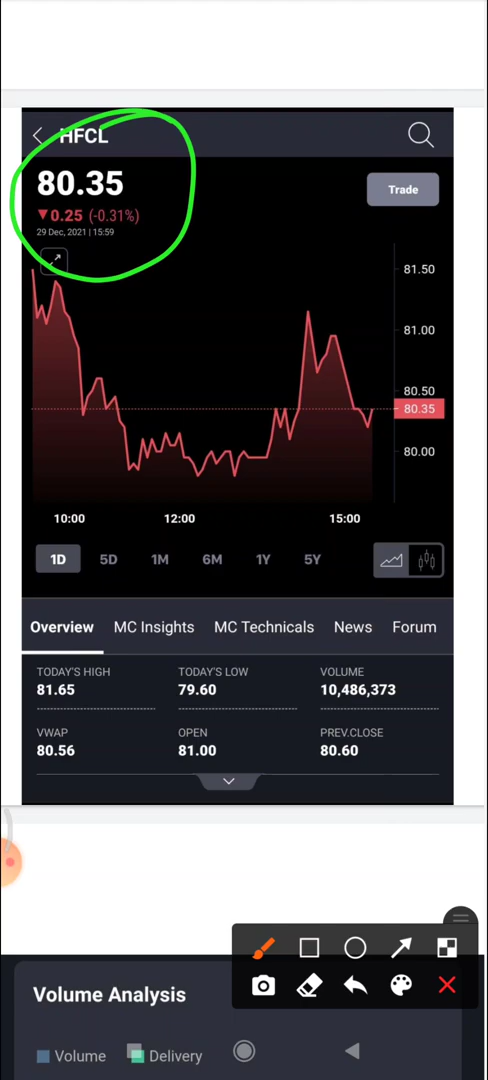 HFCL
80.35
Trade
▼0.25 (-0.31%)
29 Dec, 2021 | 15:59
81.50
81.00
80.50
80.35
80.00
10:00 12:00 15:00
1D 5D 1M 6M 1Y 5Y
Overview MC Insights MC Technicals News Forum
TODAY'S HIGH TODAY'S LOW VOLUME
81.65 79.60 10,486,373
VWAP OPEN PREV.CLOSE
80.56 81.00 80.60
Volume Analysis
Volume Delivery